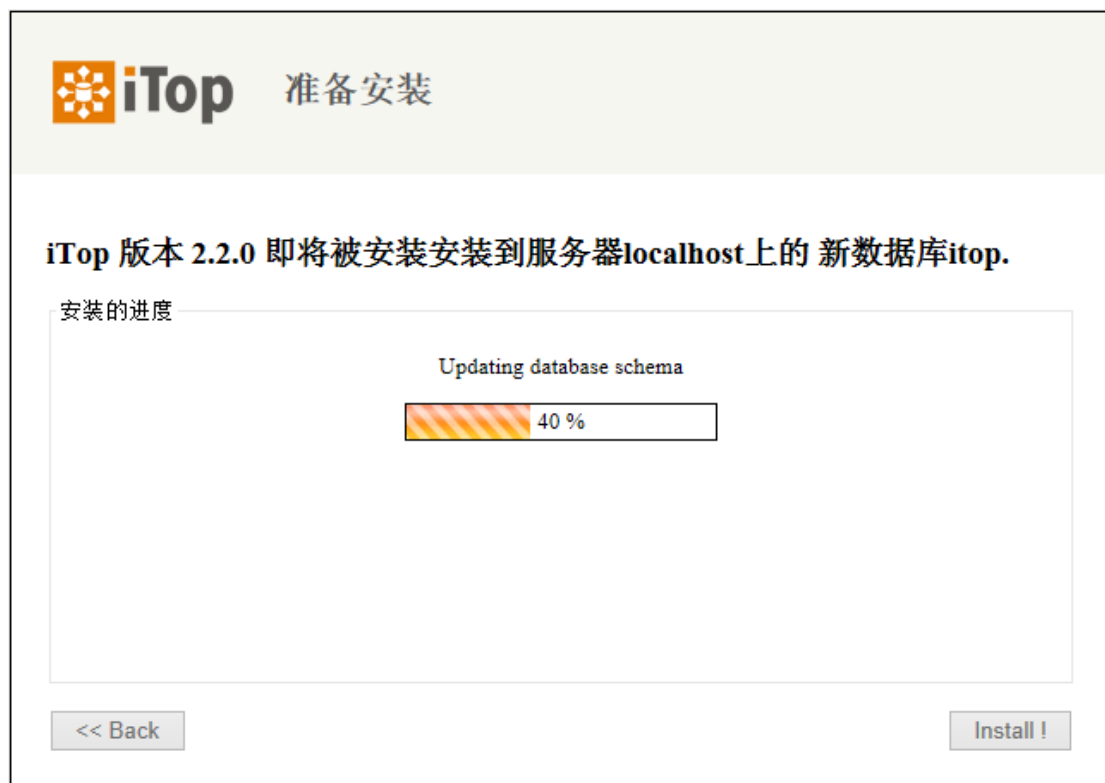 iTop 准备安装
iTop 版本 2.2.0 即将被安装安装到服务器localhost上的 新数据库itop.
安装的进度
Updating database schema
40 %
<< Back
Install !